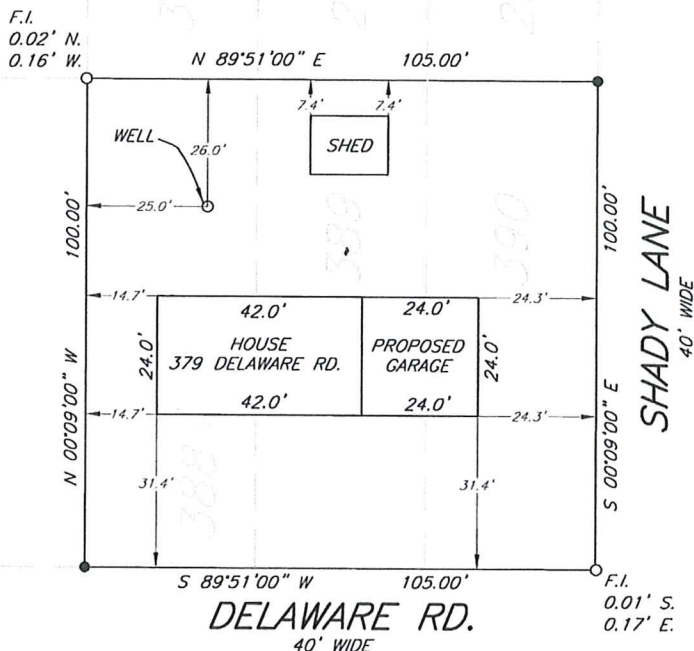 F.I.
0.02' N.
0.16' W.
N 89°51'00" E 105.00'
7.4' 7.4'
WELL
26.0'
SHED
25.0'
100.00'
100.00'
SHADY LANE
40' WIDE
389
390
388
14.7' 24.3'
42.0' 24.0'
24.0'
HOUSE
379 DELAWARE RD.
PROPOSED
GARAGE
24.0'
42.0' 24.0'
14.7' 24.3'
N 00°09'00" W
S 00°09'00" E
31.4' 31.4'
S 89°51'00" W 105.00'
F.I.
0.01' S.
0.17' E.
DELAWARE RD.
40' WIDE